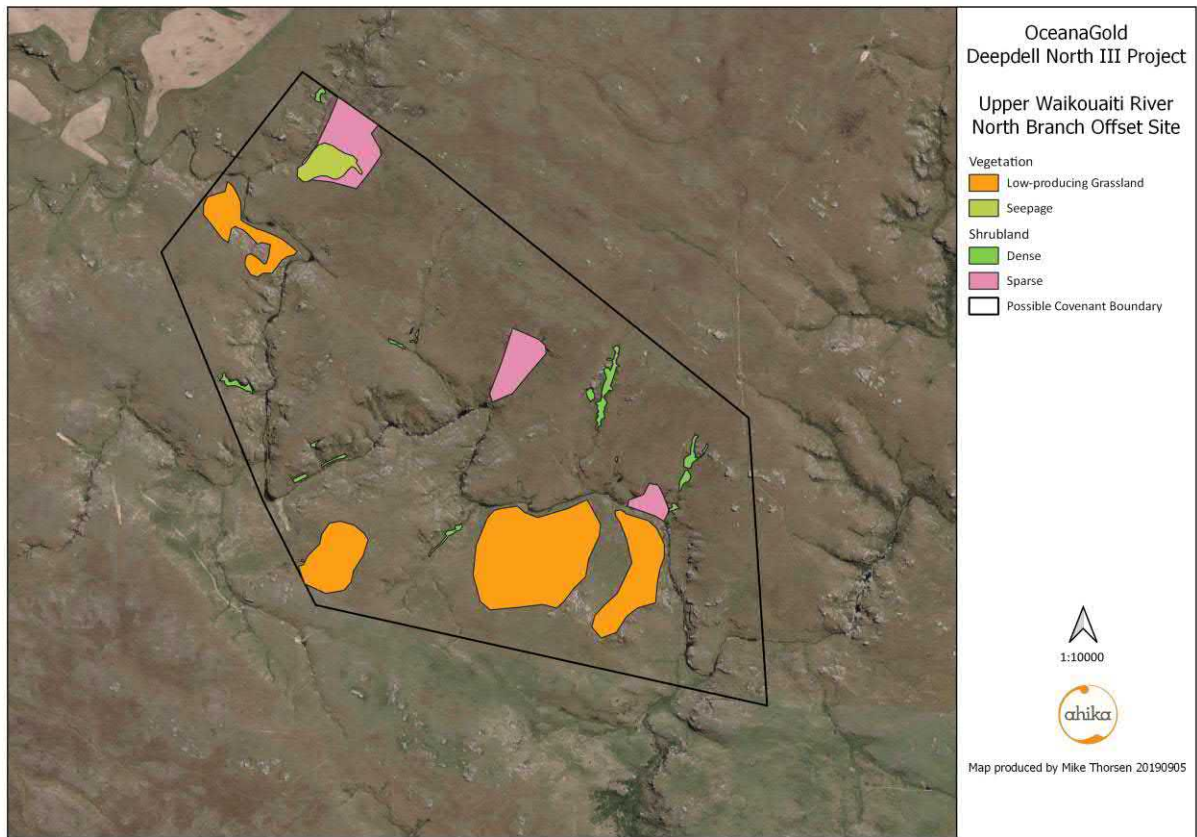 OceanaGold
Deepdell North III Project
Upper Waikouaiti River
North Branch Offset Site
Vegetation
Low-producing Grassland
Seepage
Shrubland
Dense
Sparse
Possible Covenant Boundary
1:10000
ahika
Map produced by Mike Thorsen 20190905